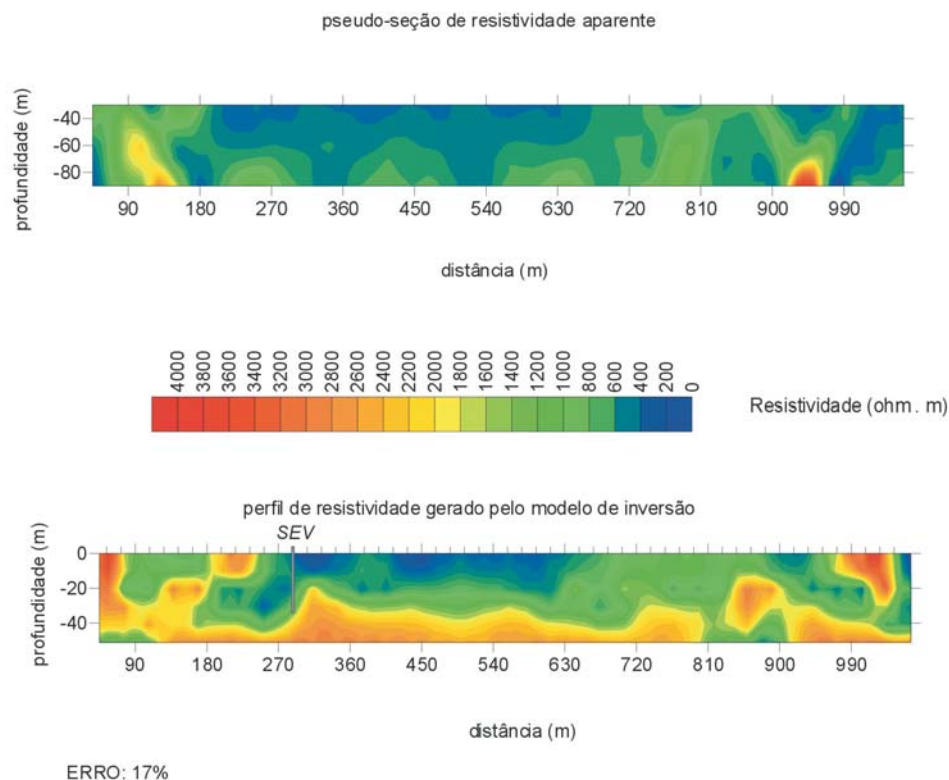 pseudo-seção de resistividade aparente
profundidade (m)
-40
-60
-80
90 180 270 360 450 540 630 720 810 900 990
distância (m)
4000 3800 3400 3200 3000 2800 2600 2400 2200 2000 1800 1600 1400 1200 1000 800 600 400 200 0
Resistividade (ohm . m)
perfil de resistividade gerado pelo modelo de inversão
SEV
profundidade (m)
0
-20
-40
90 180 270 360 450 540 630 720 810 900 990
distância (m)
ERRO: 17%